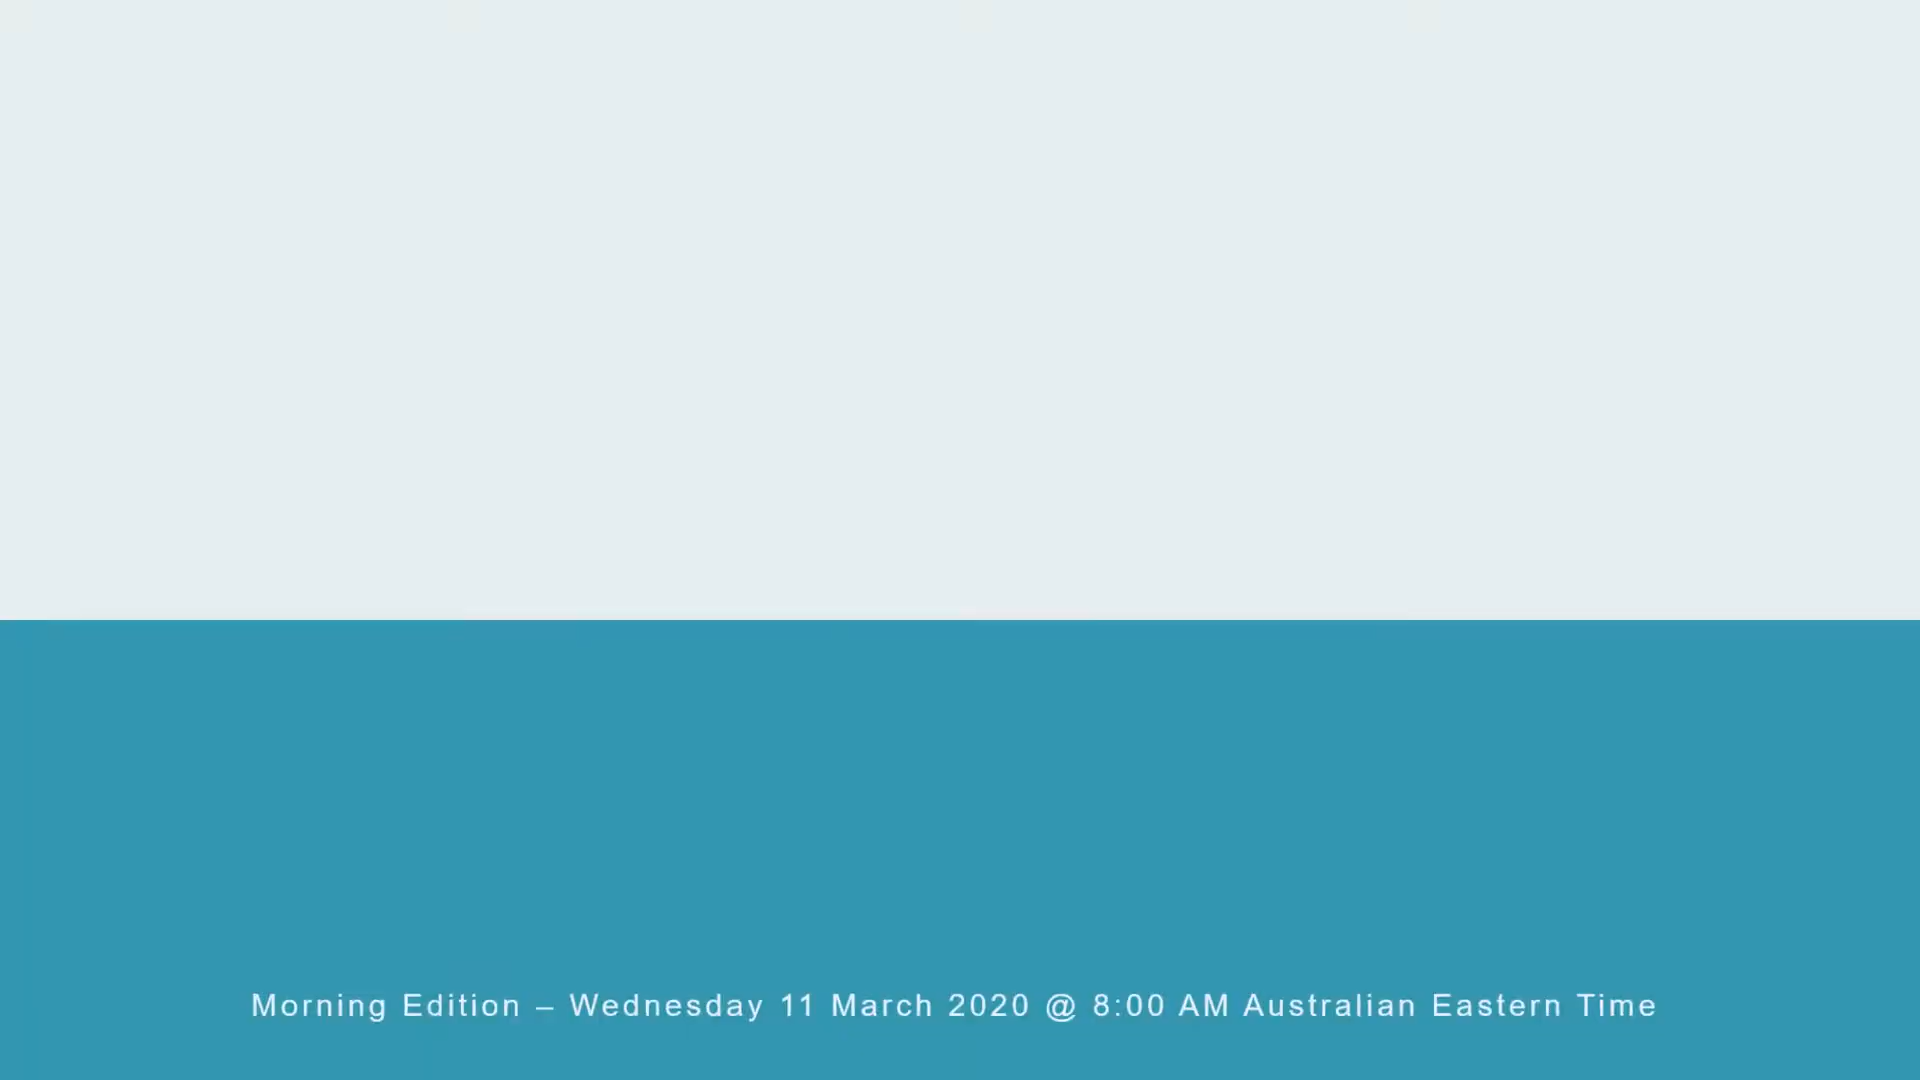 Morning Edition – Wednesday 11 March 2020 @ 8:00 AM Australian Eastern Time